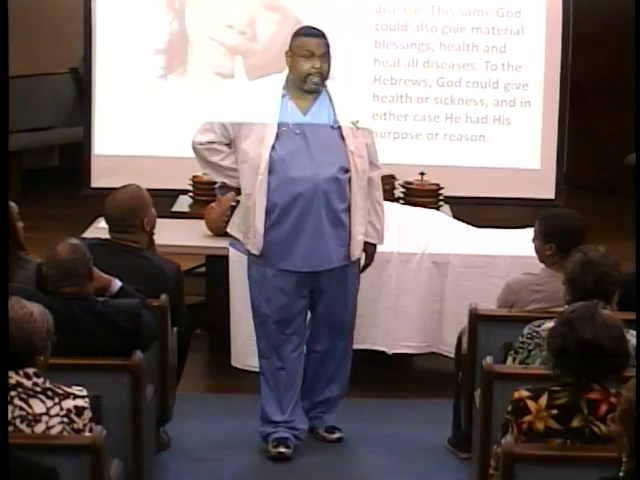 disease. This same God
could also give material
blessings, health and
heal all diseases. To the
Hebrews, God could give
health or sickness, and in
either case He had His
purpose or reason.